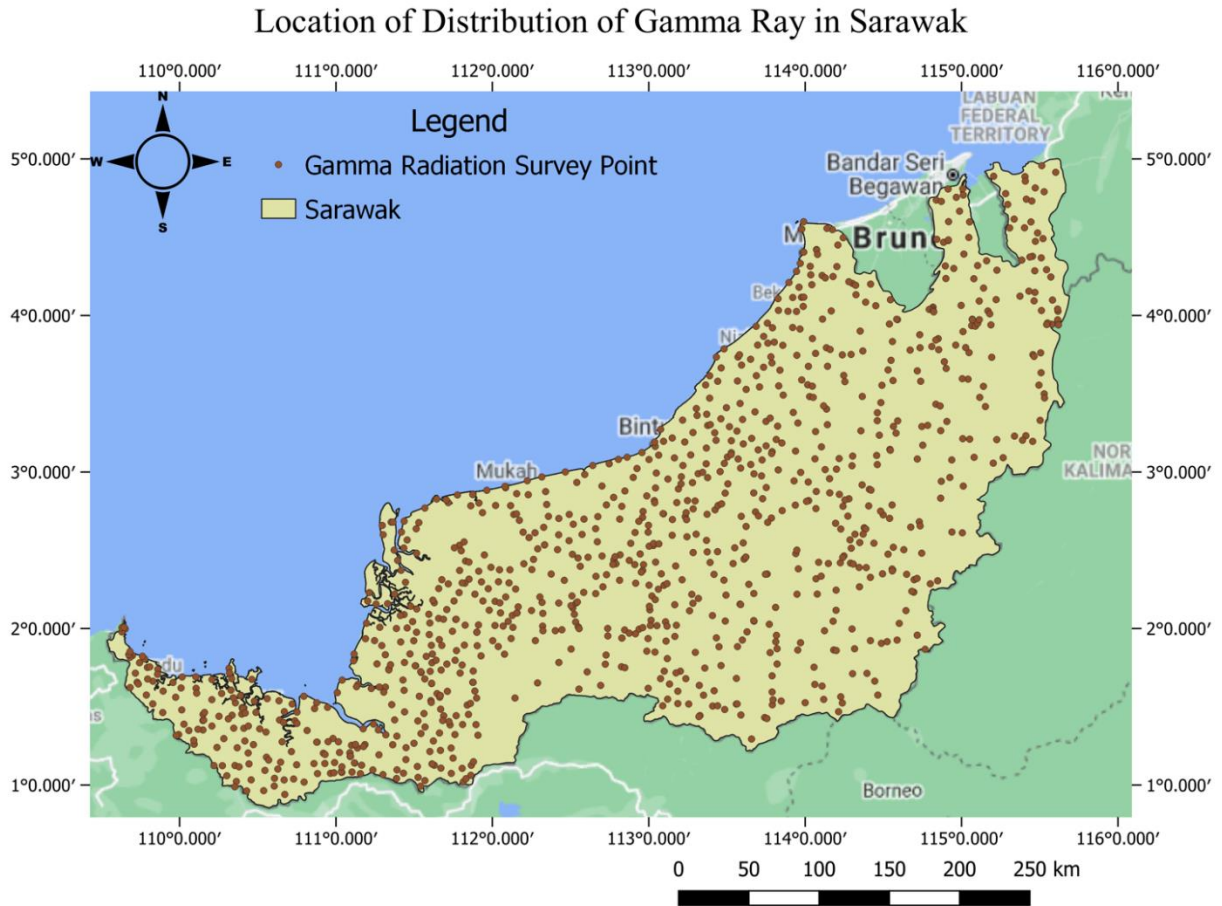 Location of Distribution of Gamma Ray in Sarawak
110°0.000′ 111°0.000′ 112°0.000′ 113°0.000′ 114°0.000′ 115°0.000′ 116°0.000′
N
W E
S
Legend
Gamma Radiation Survey Point
Sarawak
LABUAN
FEDERAL
TERRITORY
5°0.000′ 5°0.000′
Bandar Seri
Begawan
4°0.000′ 4°0.000′
3°0.000′ 3°0.000′
Mukah
2°0.000′ 2°0.000′
1°0.000′ 1°0.000′
Borneo
110°0.000′ 111°0.000′ 112°0.000′ 113°0.000′ 114°0.000′ 115°0.000′ 116°0.000′
0 50 100 150 200 250 km